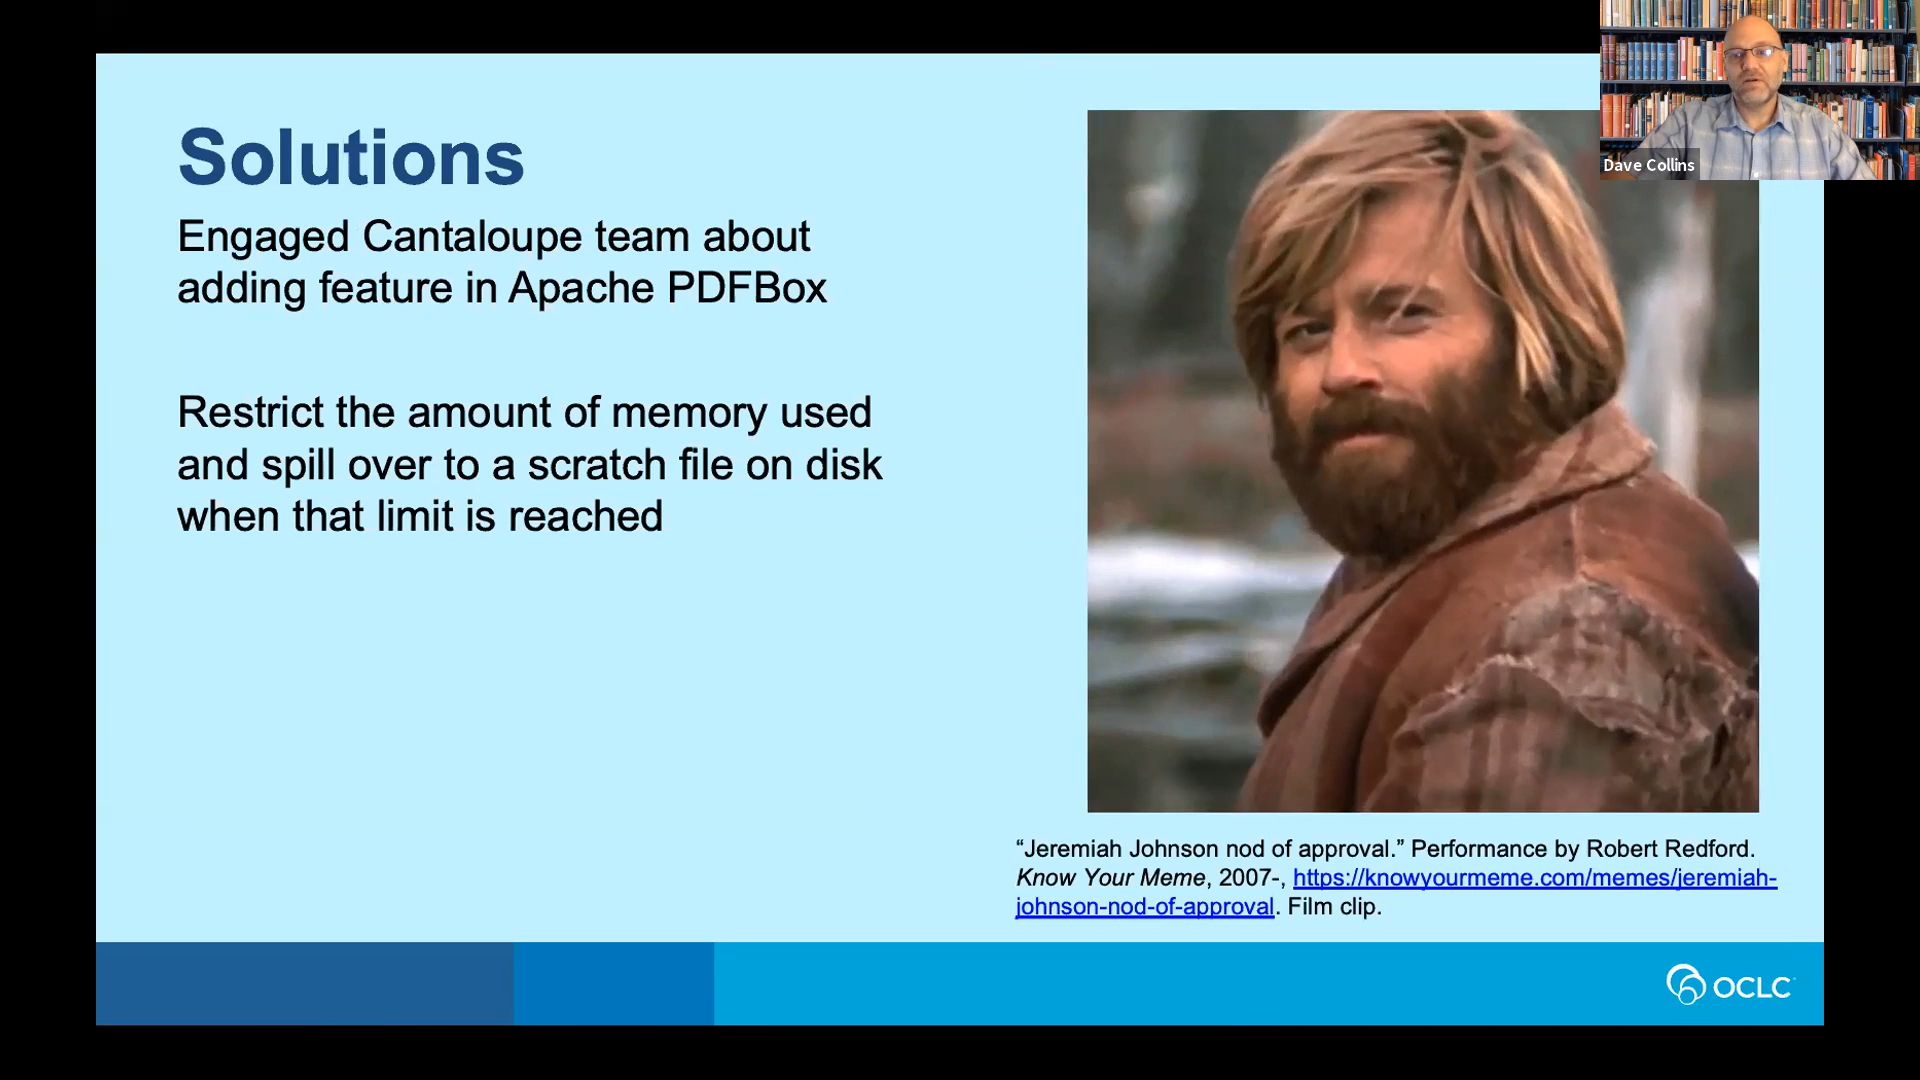 Dave Collins
Solutions
Engaged Cantaloupe team about
adding feature in Apache PDFBox
Restrict the amount of memory used
and spill over to a scratch file on disk
when that limit is reached
“Jeremiah Johnson nod of approval.” Performance by Robert Redford.
Know Your Meme, 2007-, https://knowyourmeme.com/memes/jeremiah-
johnson-nod-of-approval. Film clip.
OCLC